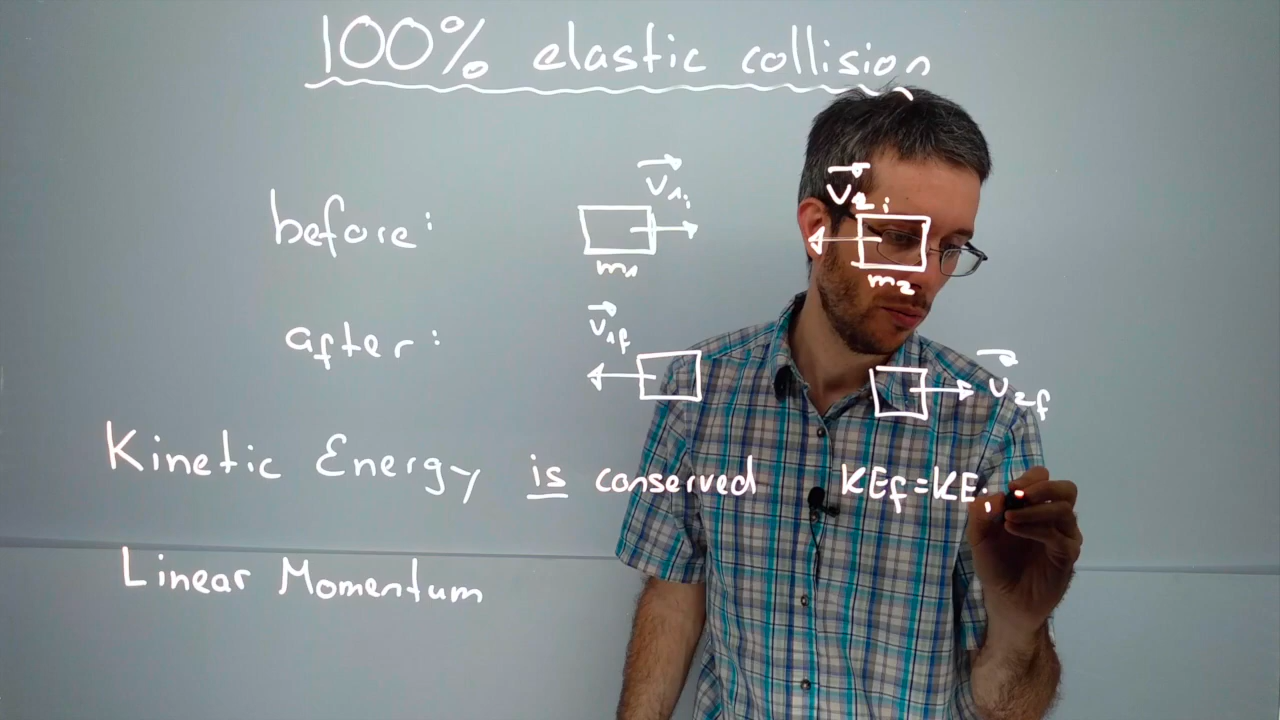 100% elastic collision
v1i v2i
before:
m1 m2
v1f
after:
v2f
Kinetic Energy is conserved KEf=KEi
Linear Momentum